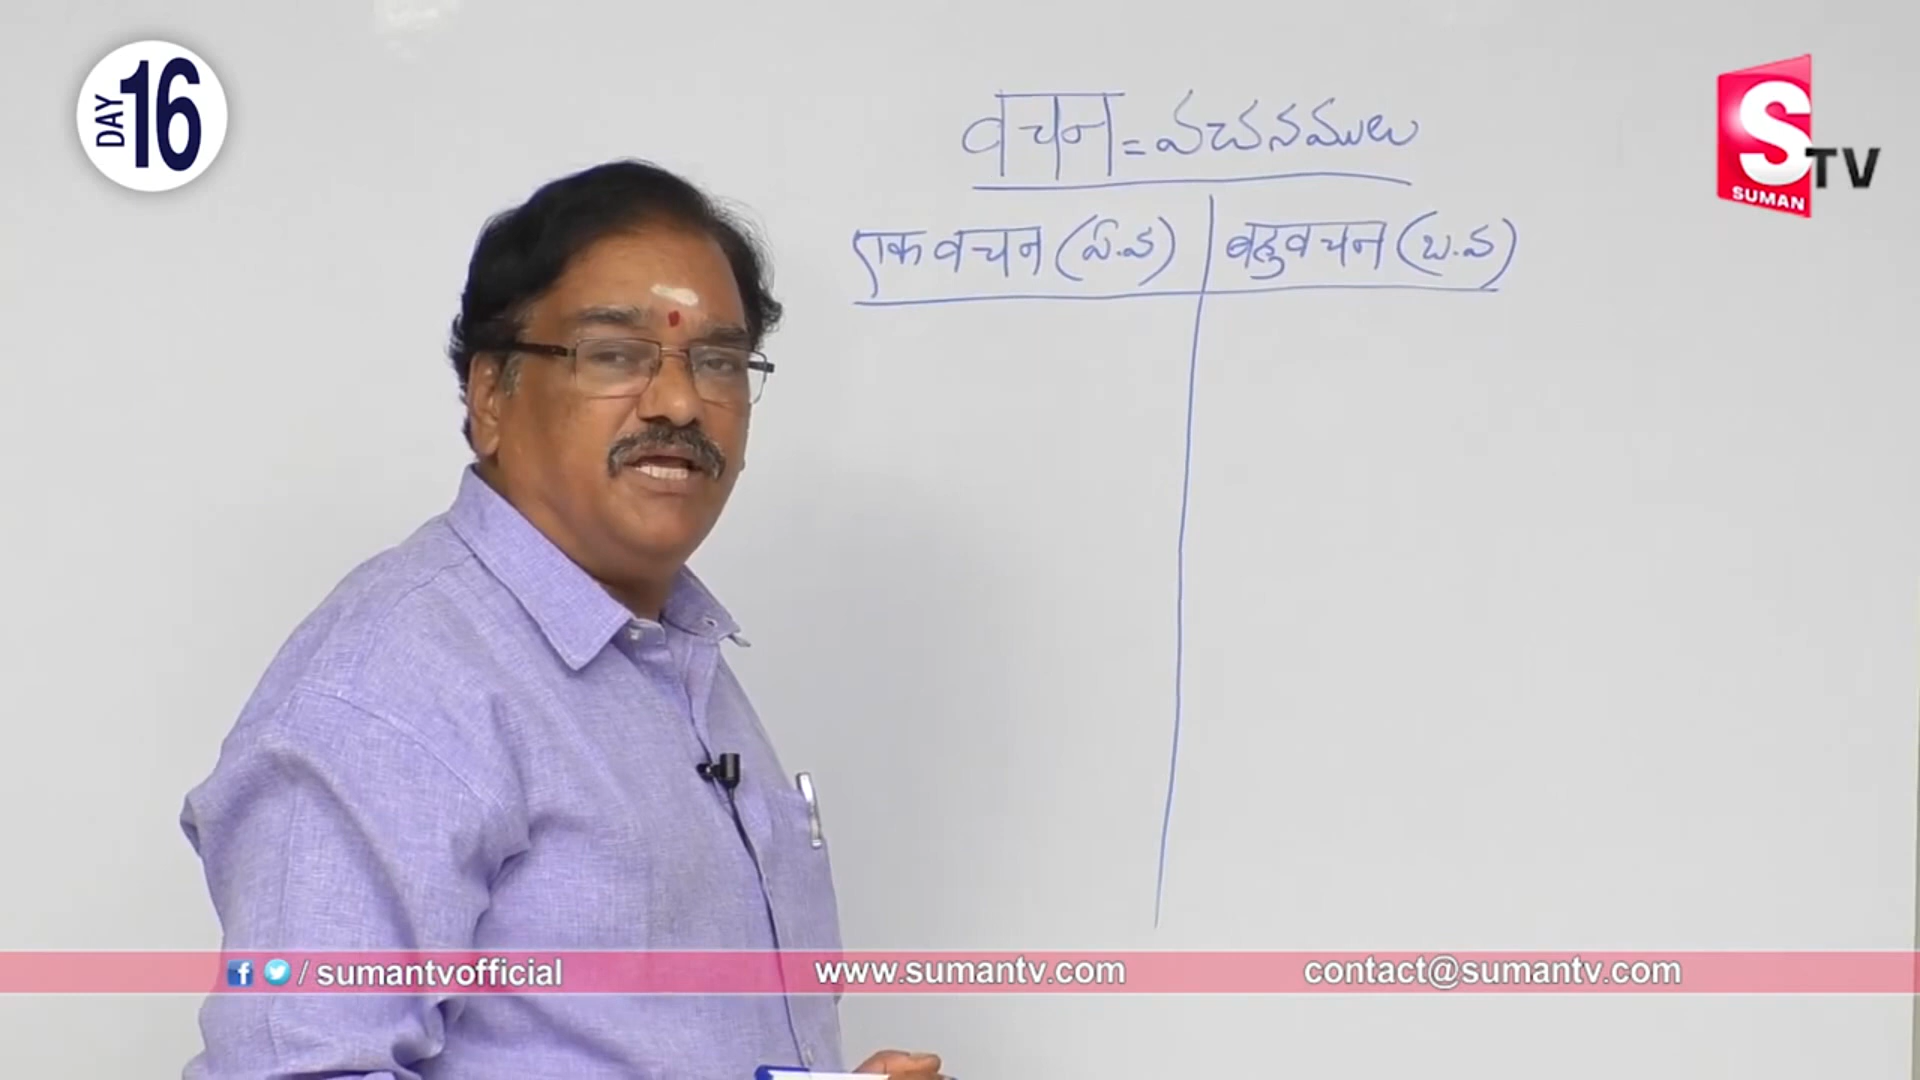 DAY 16
S TV
SUMAN
वचन = వచనములు
एकवचन (ఏ.వ) बहुवचन (బ.వ)
/ sumantvofficial www.sumantv.com contact@sumantv.com